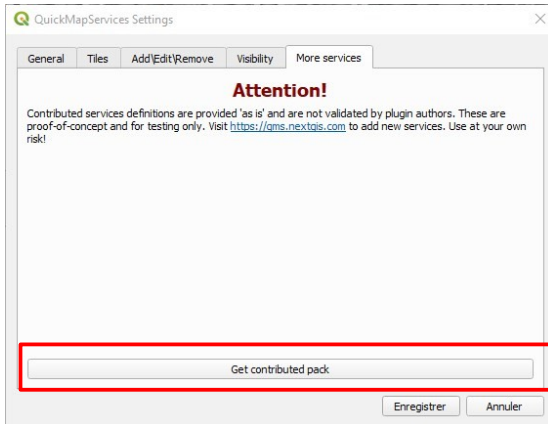 QuickMapServices Settings
General Tiles Add\Edit\Remove Visibility More services
Attention!
Contributed services definitions are provided 'as is' and are not validated by plugin authors. These are
proof-of-concept and for testing only. Visit https://qms.nextgis.com to add new services. Use at your own
risk!
Get contributed pack
Enregistrer Annuler